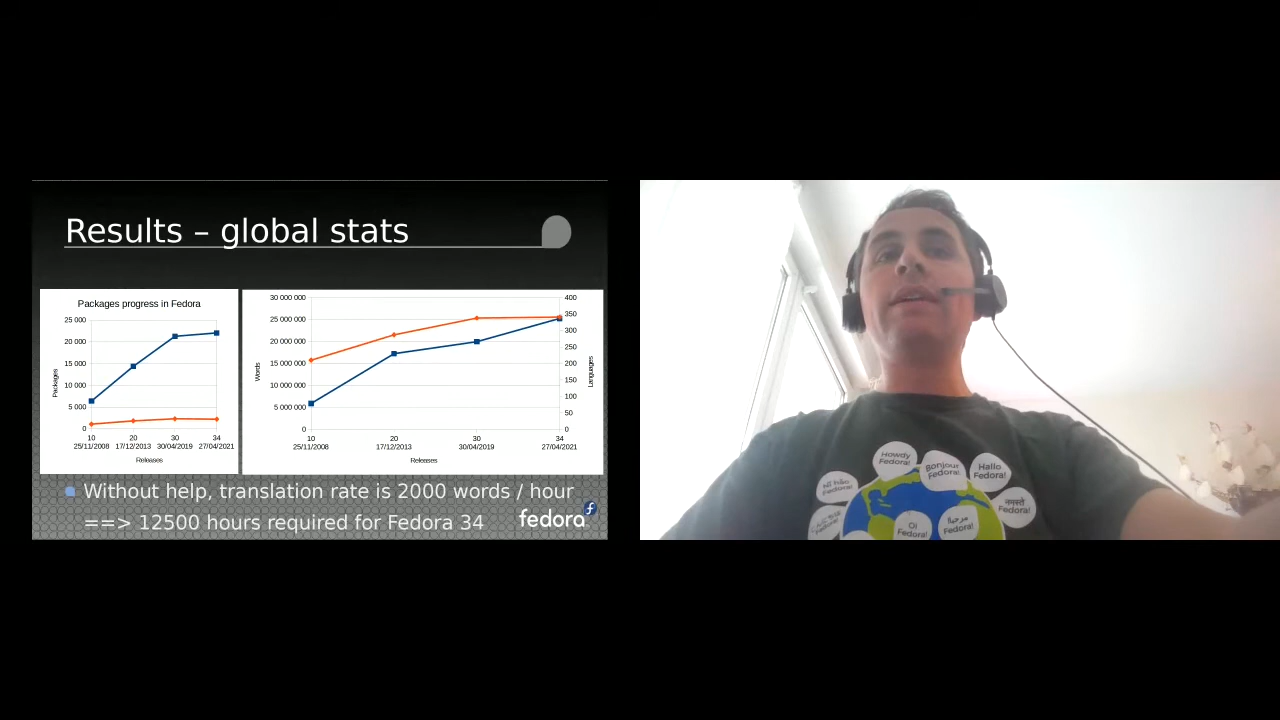 Results – global stats
Packages progress in Fedora
Packages
25 000
20 000
15 000
10 000
5 000
0
10 20 30 34
25/11/2008 17/12/2013 30/04/2019 27/04/2021
Releases
Words
30 000 000
25 000 000
20 000 000
15 000 000
10 000 000
5 000 000
0
400
350
300
250
200
150
100
50
0
Languages
10 20 30 34
25/11/2008 17/12/2013 30/04/2019 27/04/2021
Releases
Without help, translation rate is 2000 words / hour
==> 12500 hours required for Fedora 34
fedora
Howdy
Fedora!
Bonjour
Fedora!
Hallo
Fedora!
Fedora!
नमस्ते
Fedora!
Oi
Fedora!
مرحبا!
Fedora!
Fedora!